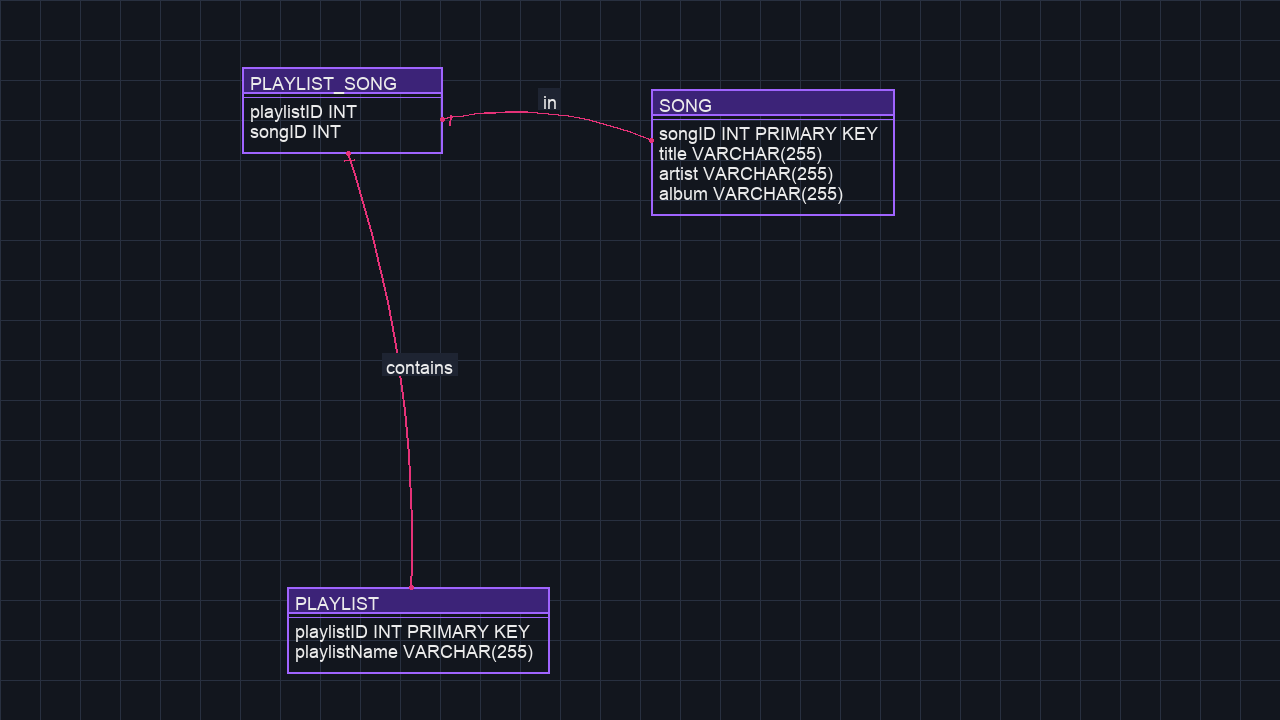 PLAYLIST_SONG
playlistID INT
songID INT
in
SONG
songID INT PRIMARY KEY
title VARCHAR(255)
artist VARCHAR(255)
album VARCHAR(255)
contains
PLAYLIST
playlistID INT PRIMARY KEY
playlistName VARCHAR(255)